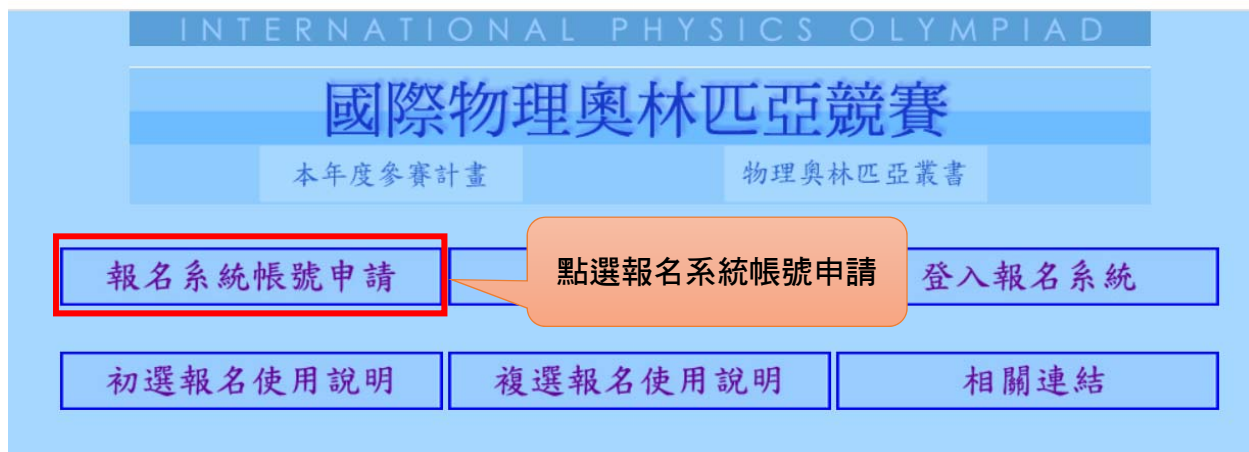 INTERNATIONAL PHYSICS OLYMPIAD
國際物理奧林匹亞競賽
本年度參賽計畫 物理奧林匹亞叢書
報名系統帳號申請 點選報名系統帳號申請 登入報名系統
初選報名使用說明 複選報名使用說明 相關連結